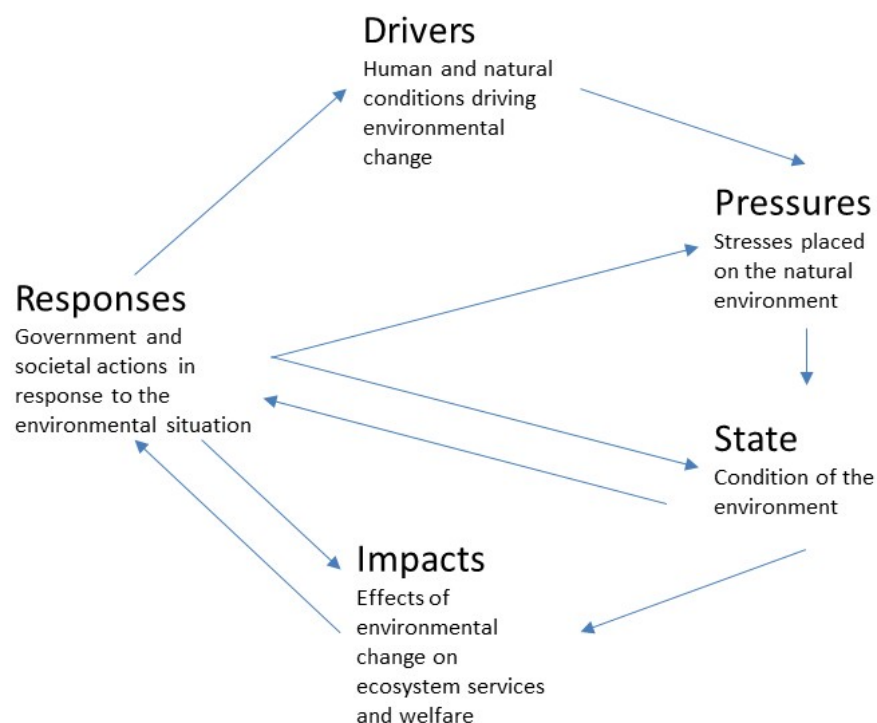 Drivers
Human and natural
conditions driving
environmental
change
Pressures
Stresses placed
on the natural
environment
Responses
Government and
societal actions in
response to the
environmental situation
State
Condition of the
environment
Impacts
Effects of
environmental
change on
ecosystem services
and welfare